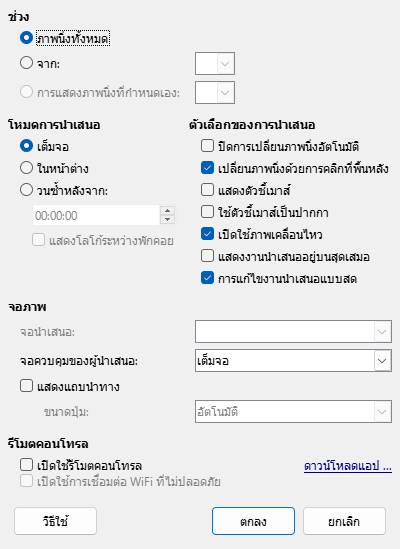 ช่วง
ภาพนิ่งทั้งหมด
จาก:
การแสดงภาพนิ่งที่กำหนดเอง:
โหมดการนำเสนอ
เต็มจอ
ในหน้าต่าง
วนซ้ำหลังจาก:
00:00:00
แสดงโลโก้ระหว่างพักคอย
ตัวเลือกของการนำเสนอ
ปิดการเปลี่ยนภาพนิ่งอัตโนมัติ
เปลี่ยนภาพนิ่งด้วยการคลิกที่พื้นหลัง
แสดงตัวชี้เมาส์
ใช้ตัวชี้เมาส์เป็นปากกา
เปิดใช้ภาพเคลื่อนไหว
แสดงงานนำเสนออยู่บนสุดเสมอ
การแก้ไขงานนำเสนอแบบสด
จอภาพ
จอนำเสนอ:
จอควบคุมของผู้นำเสนอ:
เต็มจอ
แสดงแถบนำทาง
ขนาดปุ่ม:
อัตโนมัติ
รีโมตคอนโทรล
เปิดใช้รีโมตคอนโทรล
ดาวน์โหลดแอป ...
เปิดใช้การเชื่อมต่อ WiFi ที่ไม่ปลอดภัย
วิธีใช้
ตกลง
ยกเลิก